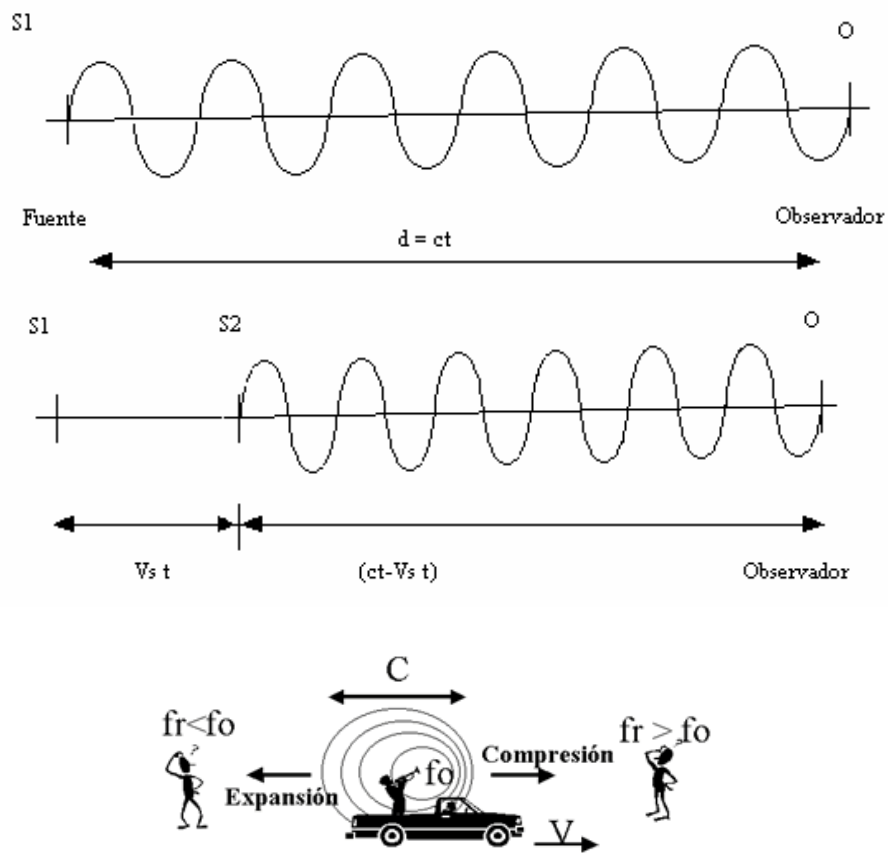 S1 O
Fuente Observador
d = ct
S1 S2 O
Vs t (ct-Vs t) Observador
C
fr<fo ? fr > fo ?
fo Compresión
Expansión
V